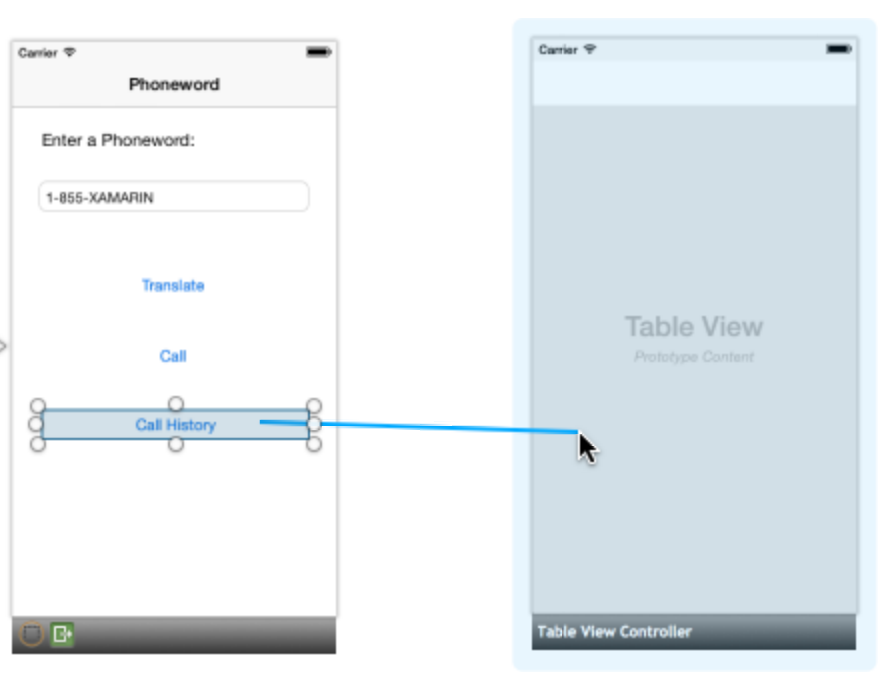 Carrier
Phoneword
Enter a Phoneword:
1-855-XAMARIN
Translate
Call
Call History
Carrier
Table View
Prototype Content
Table View Controller